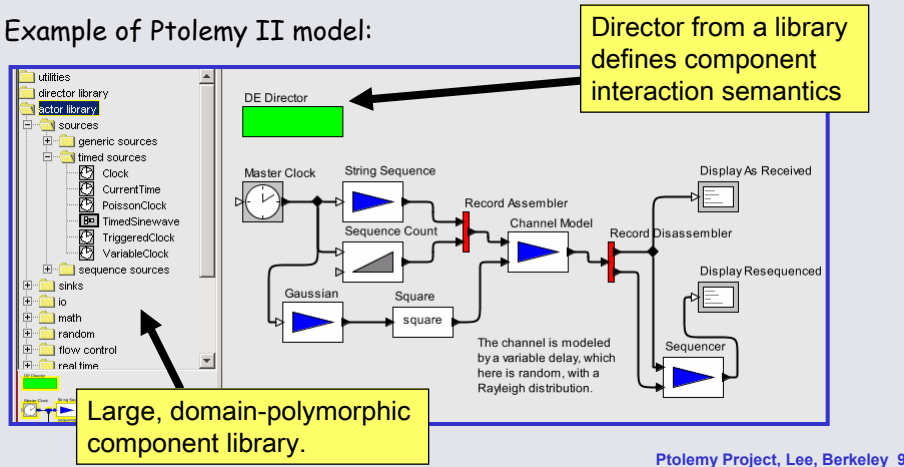 Example of Ptolemy II model:
Director from a library
defines component
interaction semantics
utilities
director library
actor library
sources
generic sources
timed sources
Clock
CurrentTime
PoissonClock
TimedSinewave
TriggeredClock
VariableClock
sequence sources
sinks
io
math
random
flow control
real time
DE Director
Master Clock
String Sequence
Sequence Count
Gaussian
Square
square
Record Assembler
Channel Model
Record Disassembler
Display As Received
Display Resequenced
Sequencer
The channel is modeled
by a variable delay, which
here is random, with a
Rayleigh distribution.
Large, domain-polymorphic
component library.
Ptolemy Project, Lee, Berkeley 9